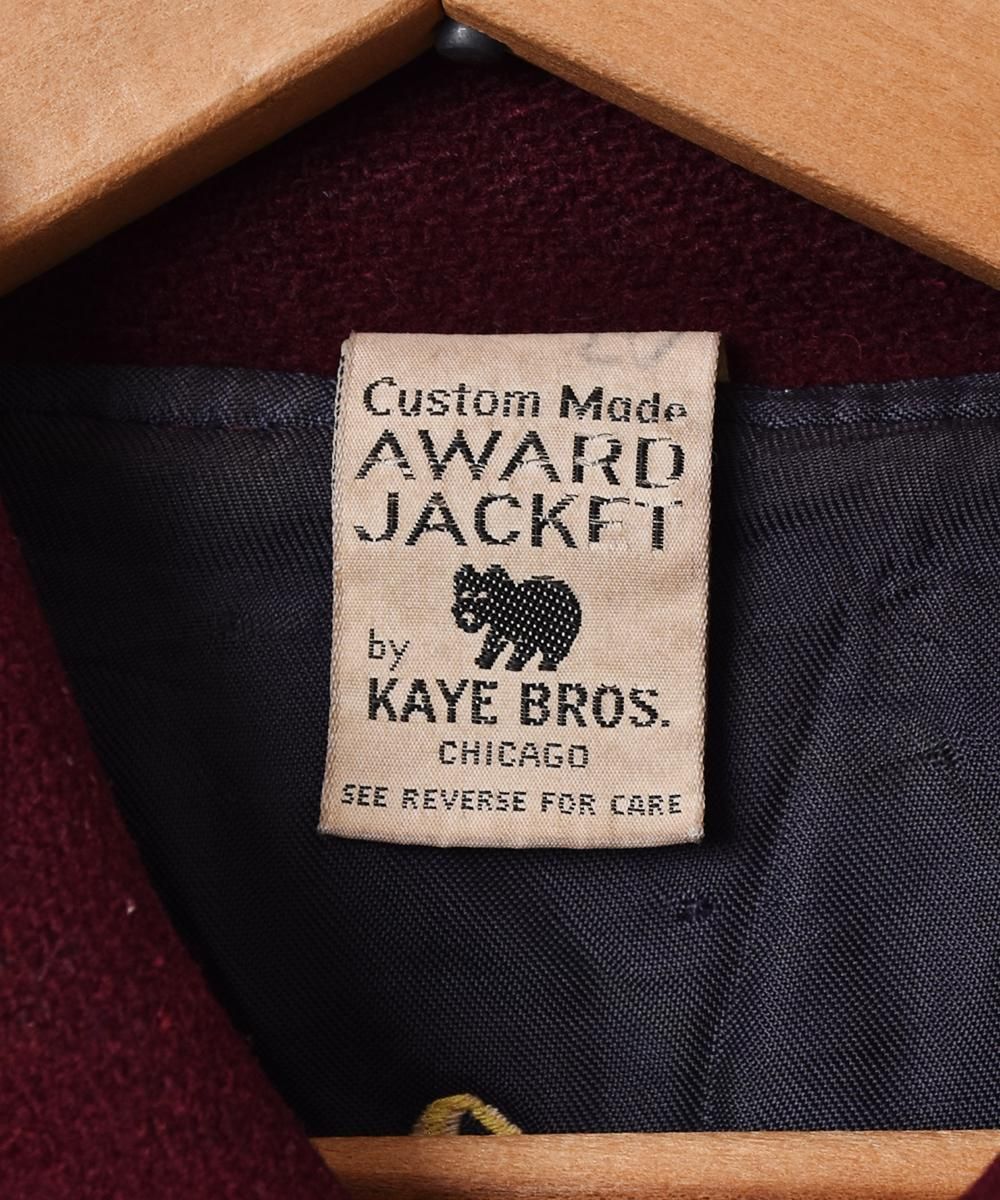 Custom Made
AWARD
JACKET
by
KAYE BROS.
CHICAGO
SEE REVERSE FOR CARE